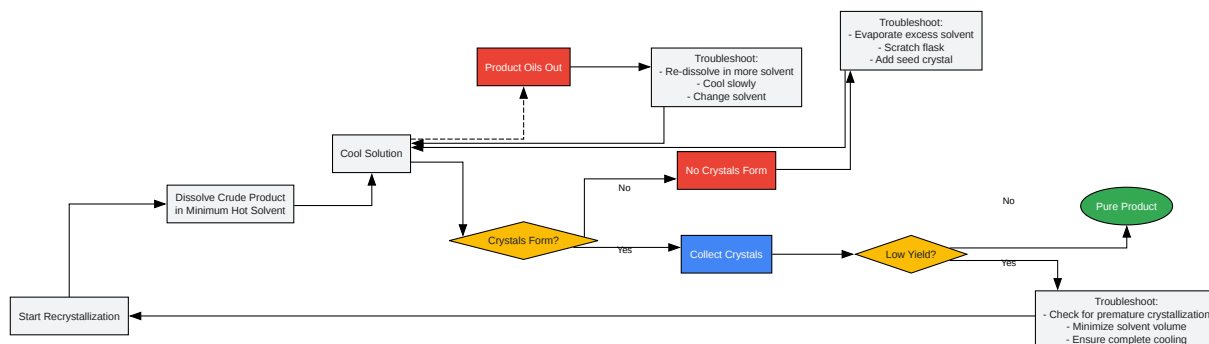 Troubleshoot:
- Evaporate excess solvent
- Scratch flask
- Add seed crystal
Product Oils Out
Troubleshoot:
- Re-dissolve in more solvent
- Cool slowly
- Change solvent
Cool Solution
No Crystals Form
No
Dissolve Crude Product
in Minimum Hot Solvent
No
Pure Product
Crystals Form?
Yes
Collect Crystals
Low Yield?
Yes
Start Recrystallization
Troubleshoot:
- Check for premature crystallization
- Minimize solvent volume
- Ensure complete cooling